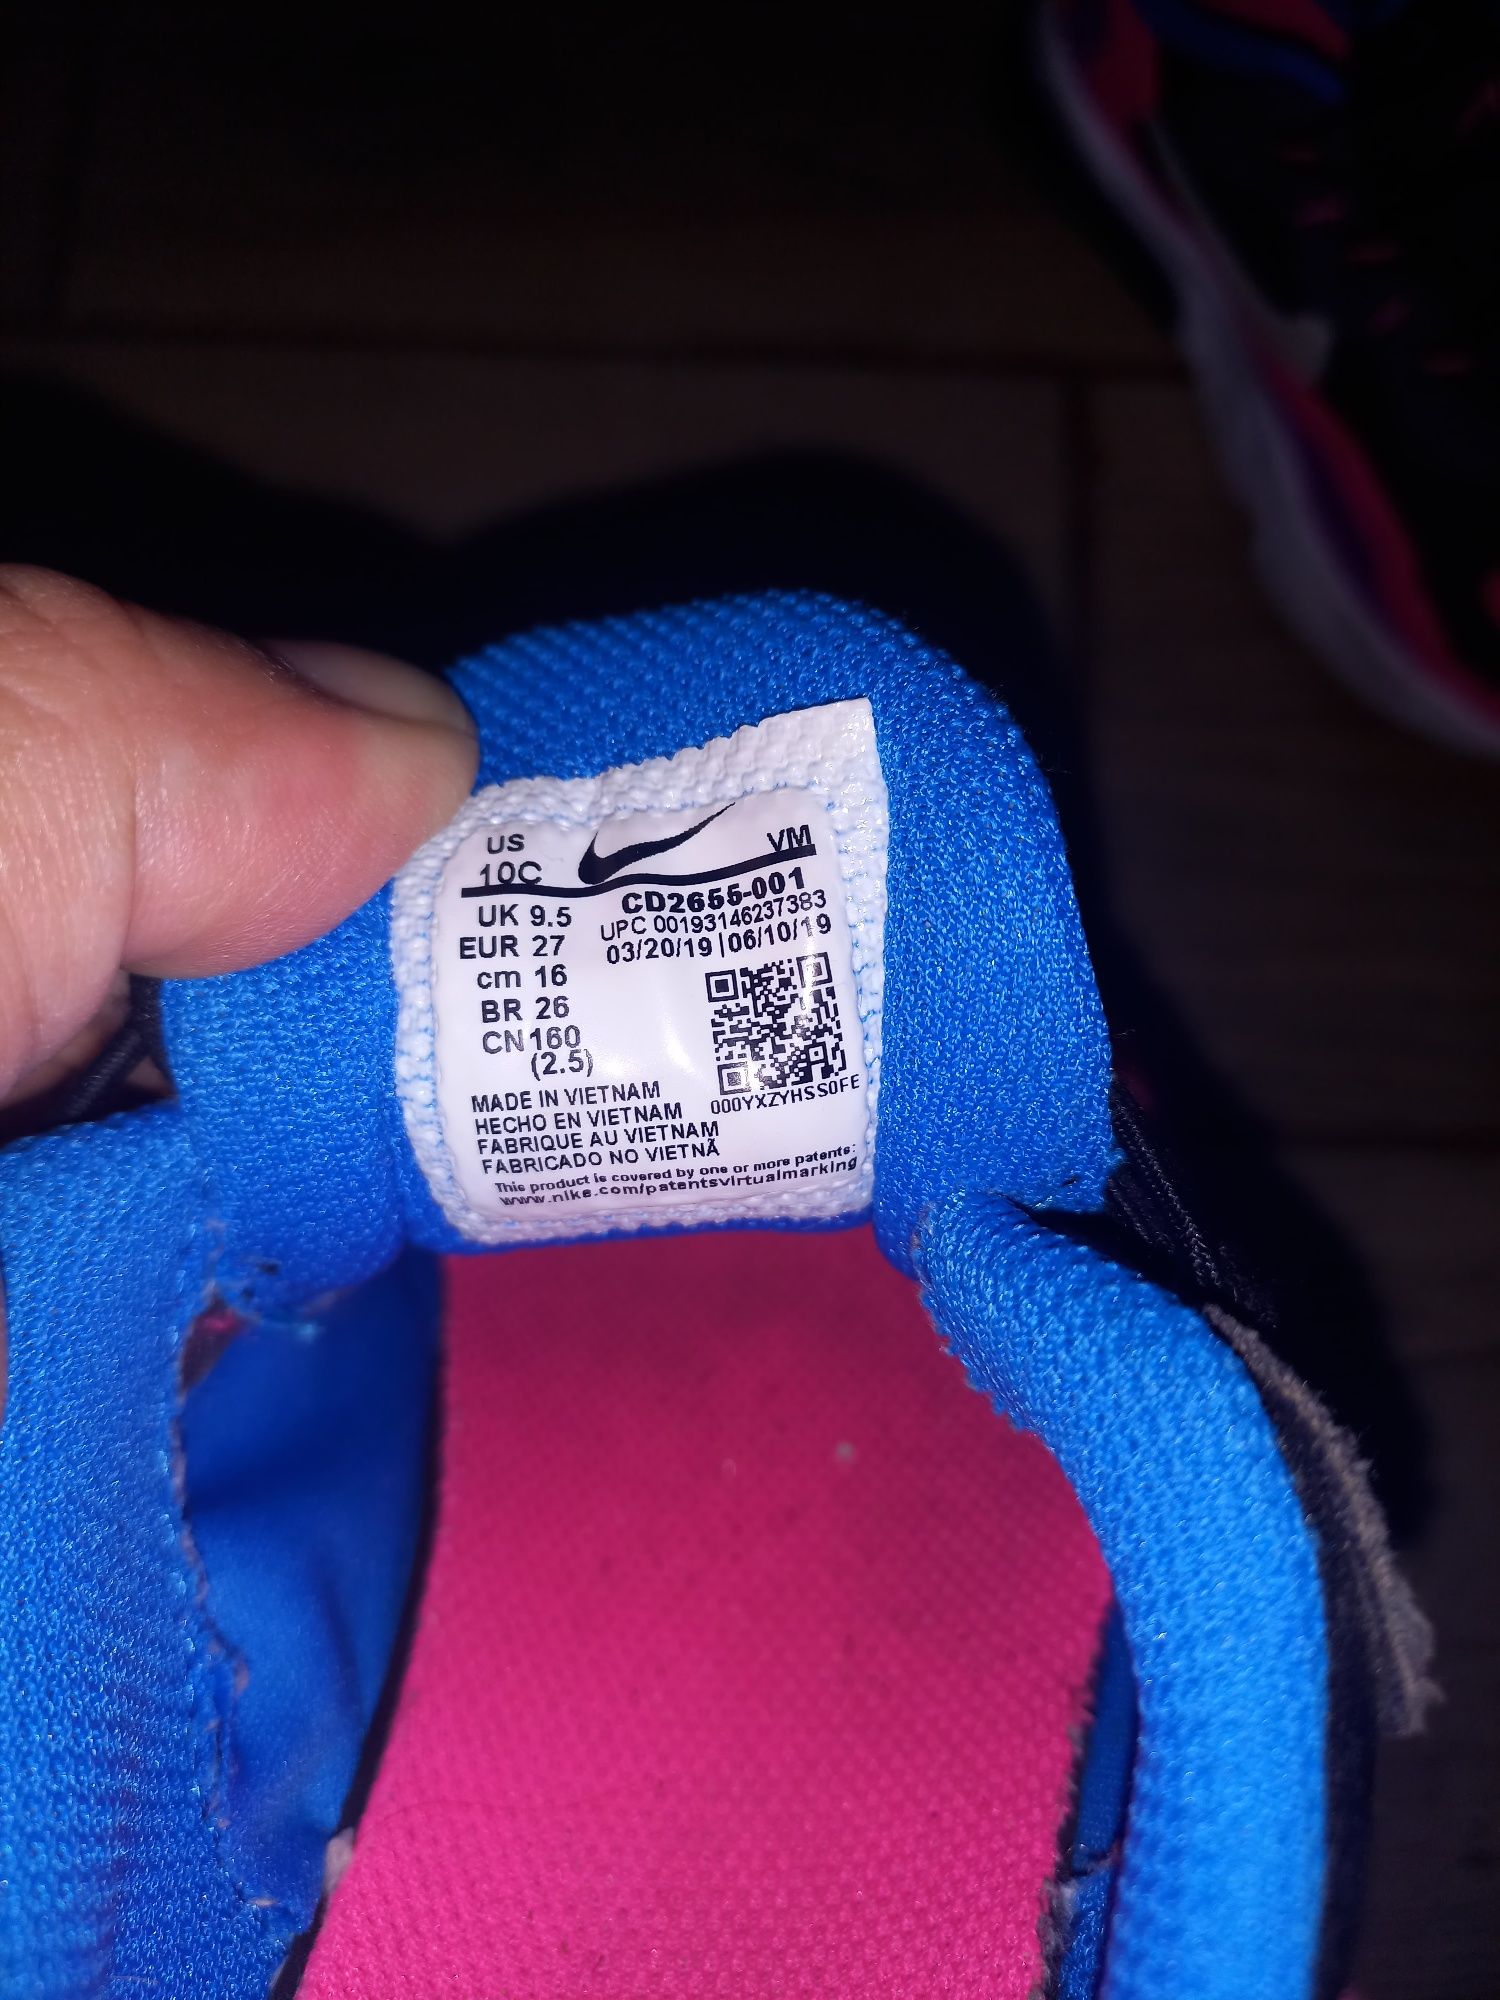 US
10C
VM
CD2655-001
UPC 00193146237383
03/20/19 | 06/10/19
UK 9.5
EUR 27
cm 16
BR 26
CN 160
(2.5)
000YXZYHSS0FE
MADE IN VIETNAM
HECHO EN VIETNAM
FABRIQUE AU VIETNAM
FABRICADO NO VIETNÃ
This product is covered by one or more patents:
www.nike.com/patentsvirtualmarking